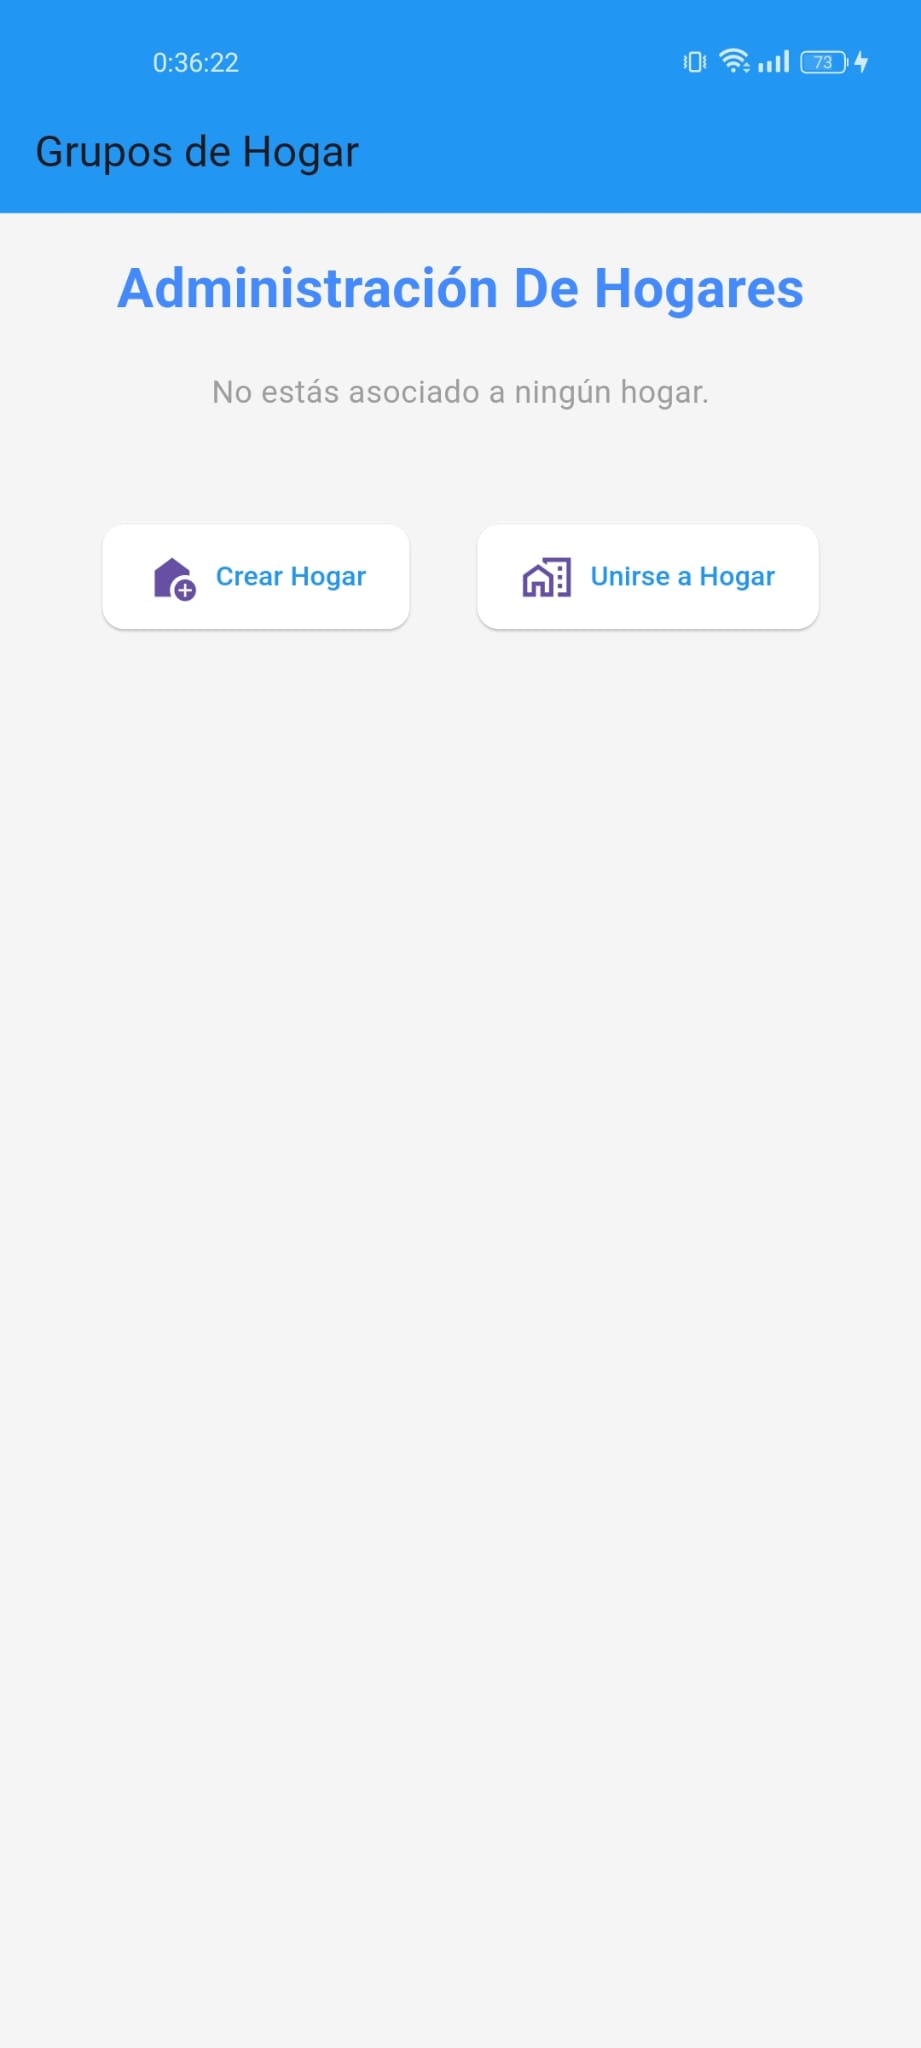 0:36:22
73
Grupos de Hogar
Administración De Hogares
No estás asociado a ningún hogar.
Crear Hogar
Unirse a Hogar